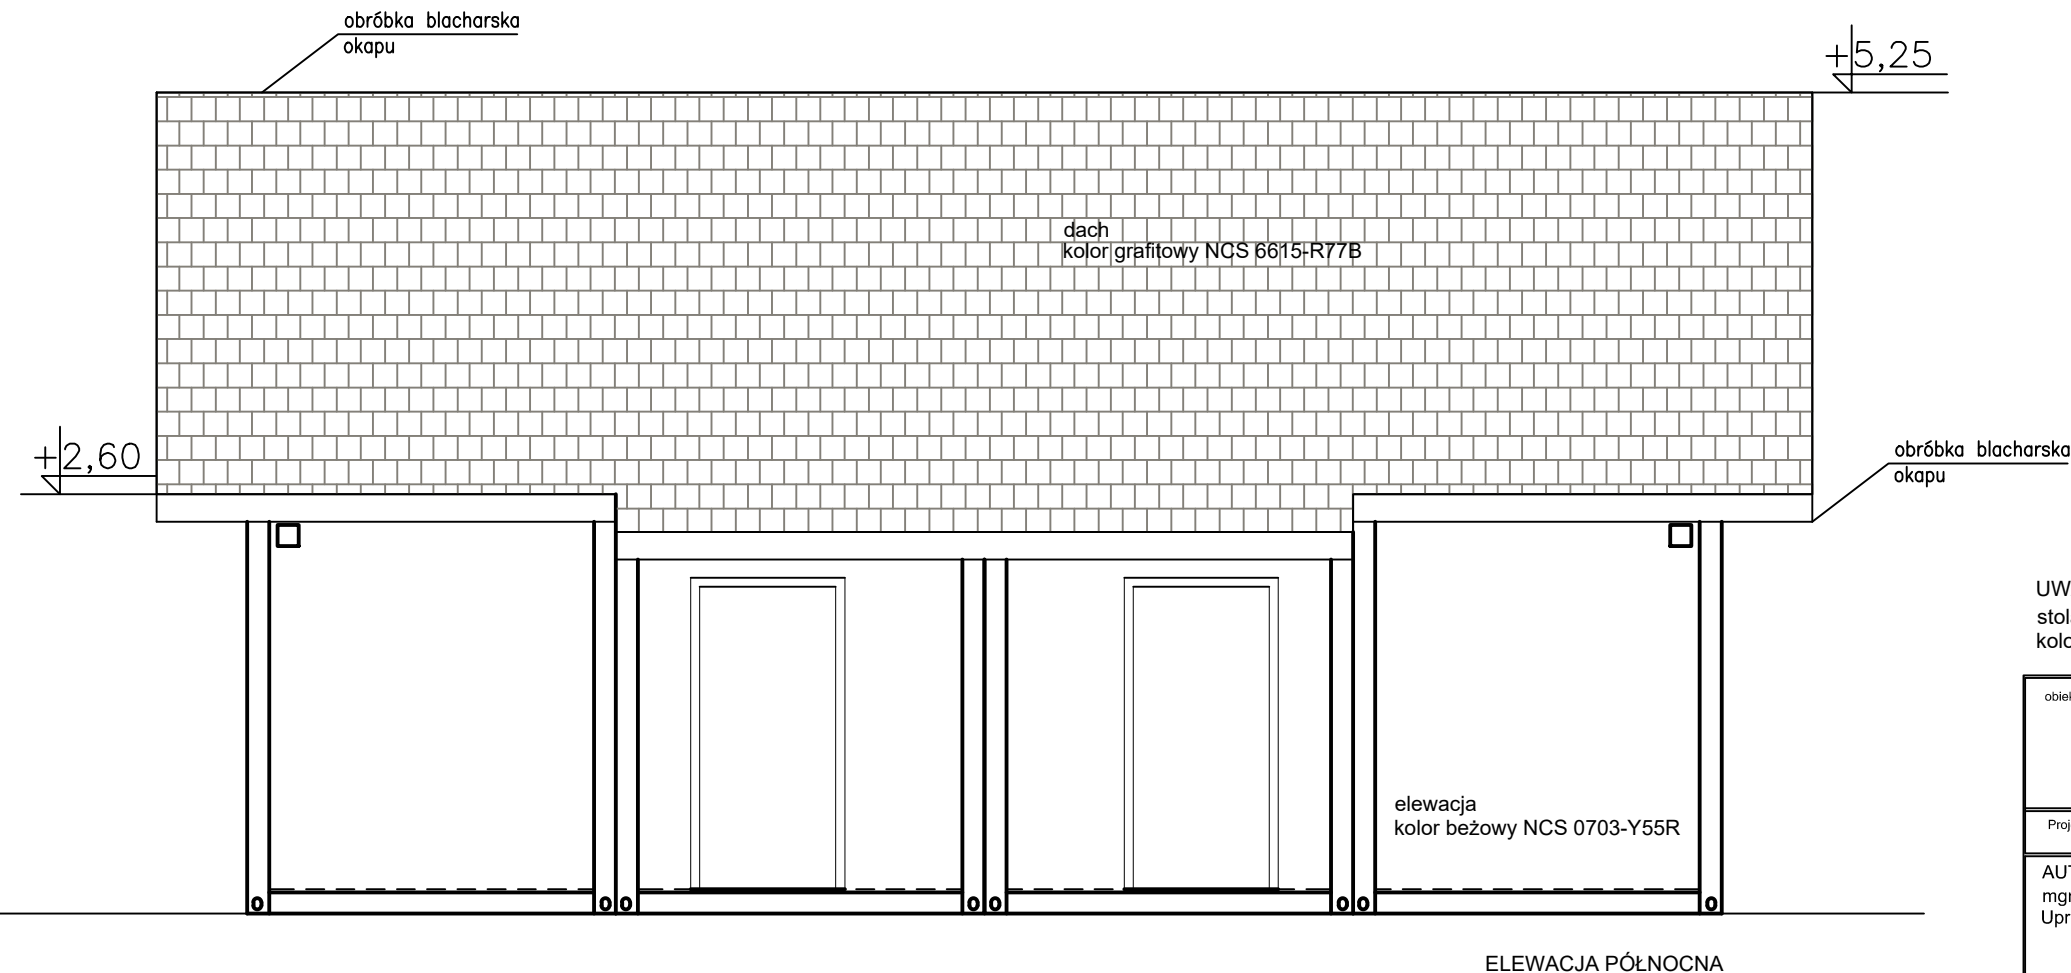 obróbka blacharska
okapu
+5,25
dach
kolor grafitowy NCS 6615-R77B
+2,60
obróbka blacharska
okapu
elewacja
kolor beżowy NCS 0703-Y55R
ELEWACJA PÓŁNOCNA